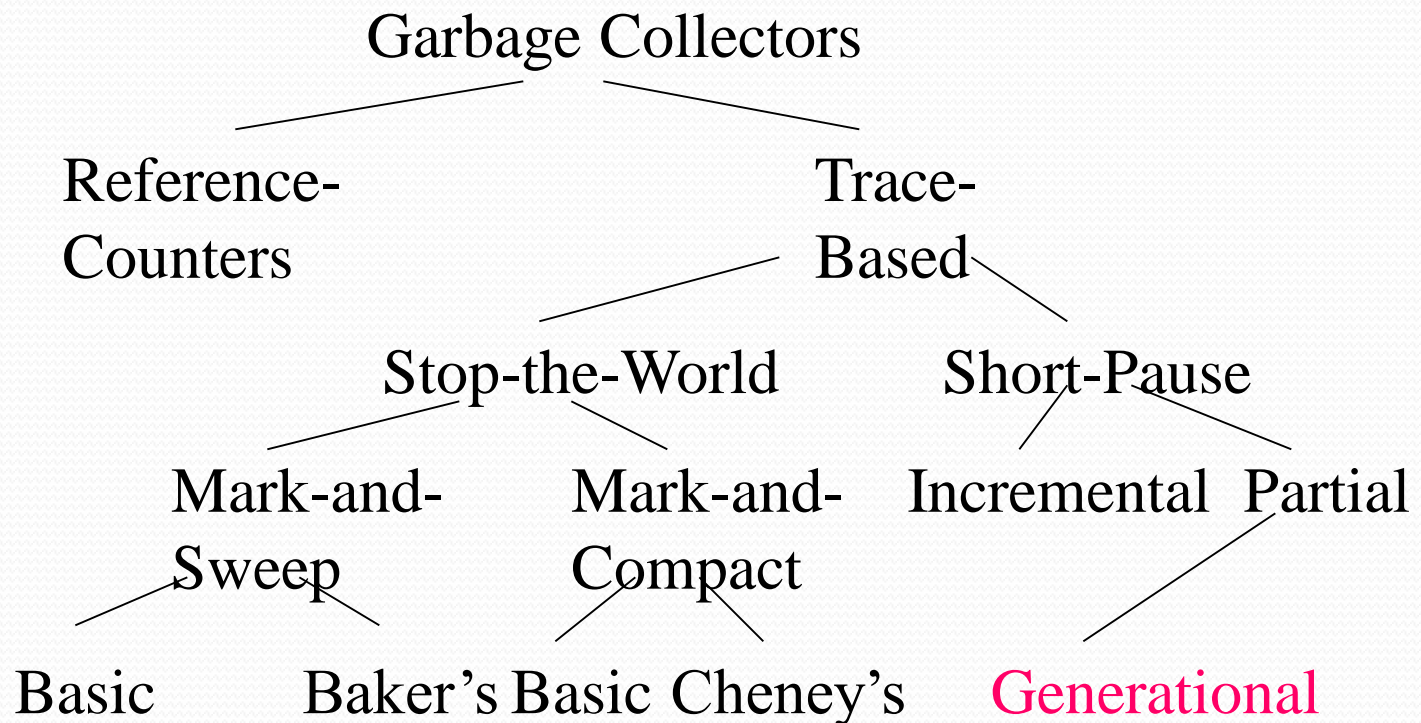 Garbage Collectors
Reference-
Counters
Trace-
Based
Stop-the-World
Short-Pause
Mark-and-
Sweep
Mark-and-
Compact
Incremental
Partial
Basic
Baker’s
Basic
Cheney’s
Generational